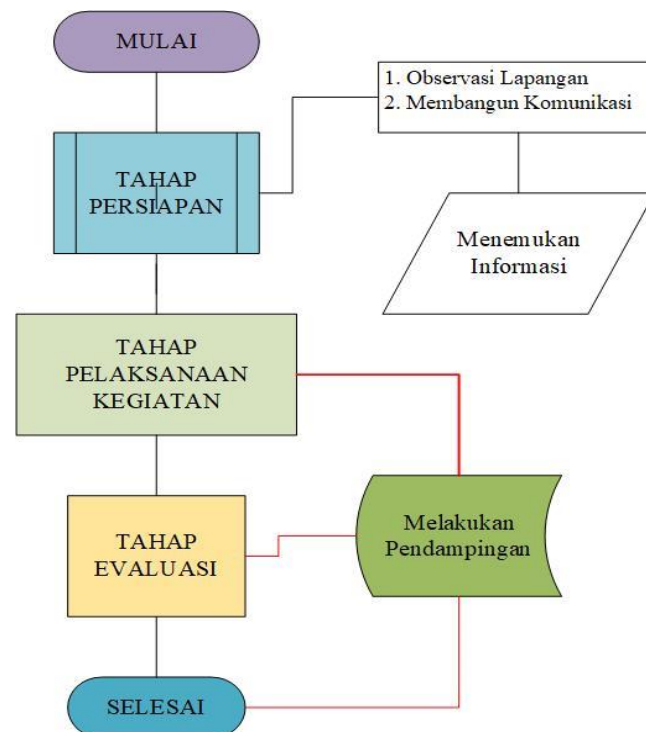 MULAI
1. Observasi Lapangan
2. Membangun Komunikasi
TAHAP
PERSIAPAN
Menemukan
Informasi
TAHAP
PELAKSANAAN
KEGIATAN
Melakukan
Pendampingan
TAHAP
EVALUASI
SELESAI